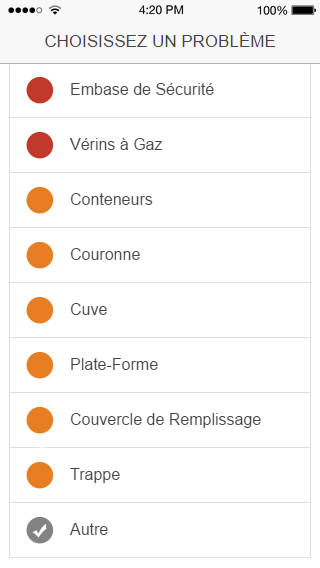 4:20 PM
100%
CHOISISSEZ UN PROBLÈME
Embase de Sécurité
Vérins à Gaz
Conteneurs
Couronne
Cuve
Plate-Forme
Couvercle de Remplissage
Trappe
Autre